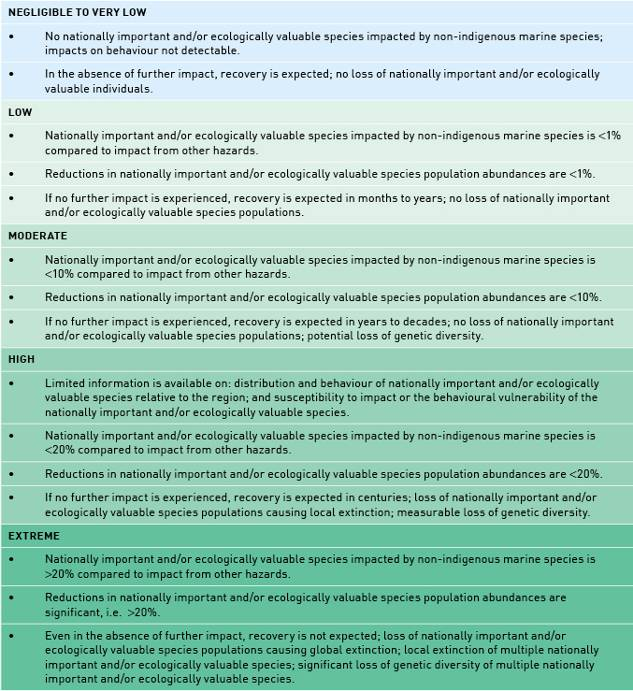 NEGLIGIBLE TO VERY LOW
• No nationally important and/or ecologically valuable species impacted by non-indigenous marine species;
impacts on behaviour not detectable.
• In the absence of further impact, recovery is expected; no loss of nationally important and/or ecologically
valuable individuals.
LOW
• Nationally important and/or ecologically valuable species impacted by non-indigenous marine species is <1%
compared to impact from other hazards.
• Reductions in nationally important and/or ecologically valuable species population abundances are <1%.
• If no further impact is experienced, recovery is expected in months to years; no loss of nationally important
and/or ecologically valuable species populations.
MODERATE
• Nationally important and/or ecologically valuable species impacted by non-indigenous marine species is
<10% compared to impact from other hazards.
• Reductions in nationally important and/or ecologically valuable species population abundances are <10%.
• If no further impact is experienced, recovery is expected in years to decades; no loss of nationally important
and/or ecologically valuable species populations; potential loss of genetic diversity.
HIGH
• Limited information is available on: distribution and behaviour of nationally important and/or ecologically
valuable species relative to the region; and susceptibility to impact or the behavioural vulnerability of the
nationally important and/or ecologically valuable species.
• Nationally important and/or ecologically valuable species impacted by non-indigenous marine species is
<20% compared to impact from other hazards.
• Reductions in nationally important and/or ecologically valuable species population abundances are <20%.
• If no further impact is experienced, recovery is expected in centuries; loss of nationally important and/or
ecologically valuable species populations causing local extinction; measurable loss of genetic diversity.
EXTREME
• Nationally important and/or ecologically valuable species impacted by non-indigenous marine species is
>20% compared to impact from other hazards.
• Reductions in nationally important and/or ecologically valuable species population abundances are
significant, i.e. >20%.
• Even in the absence of further impact, recovery is not expected; loss of nationally important and/or
ecologically valuable species populations causing global extinction; local extinction of multiple nationally
important and/or ecologically valuable species; significant loss of genetic diversity of multiple nationally
important and/or ecologically valuable species.